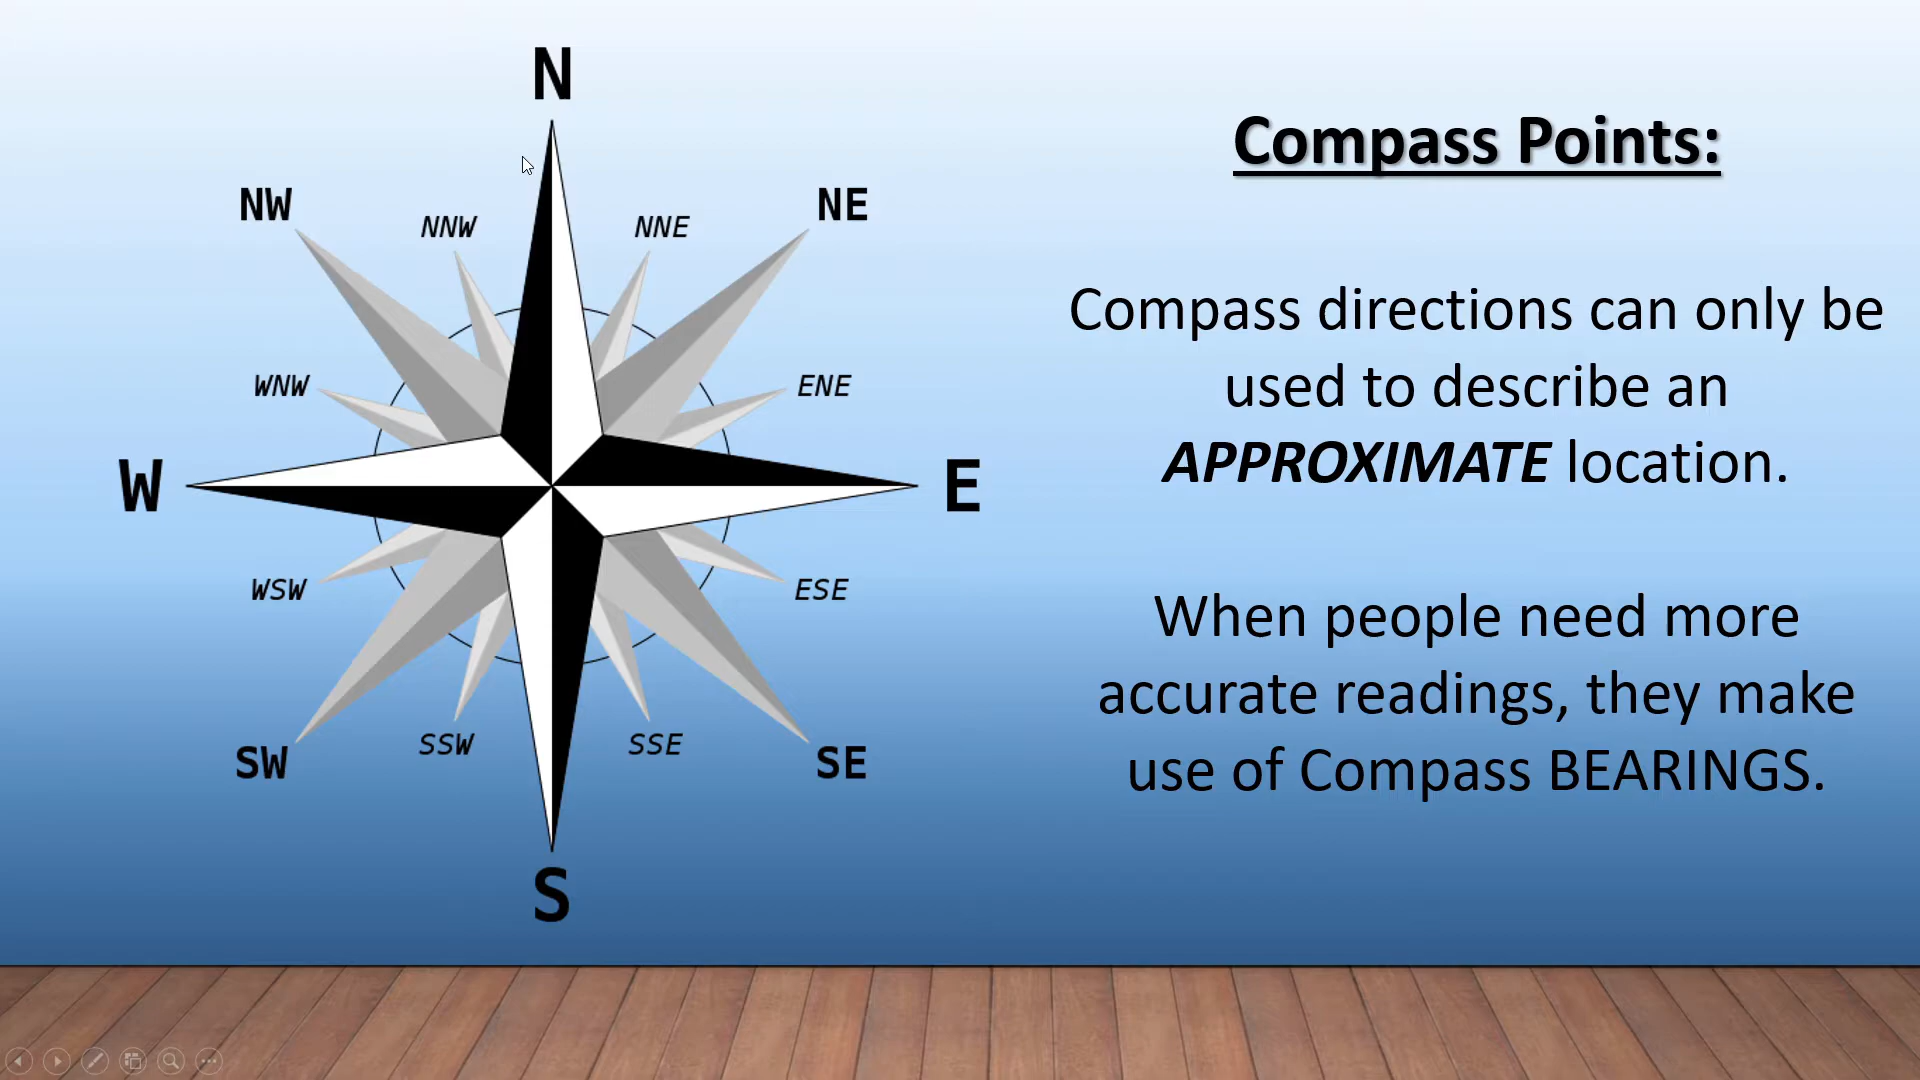 N
NW
NNW
NNE
NE
WNW
ENE
W
E
WSW
ESE
SW
SSW
SSE
SE
S
Compass Points:
Compass directions can only be
used to describe an
APPROXIMATE location.
When people need more
accurate readings, they make
use of Compass BEARINGS.